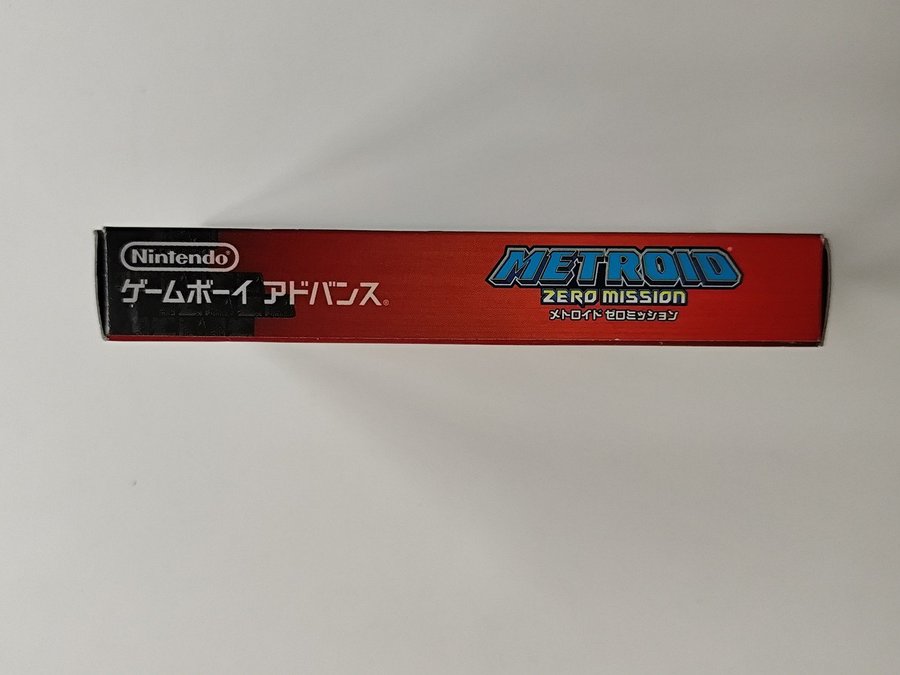 Nintendo®
ゲームボーイ アドバンス®
METROID®
ZERO MISSION
メトロイド ゼロミッション